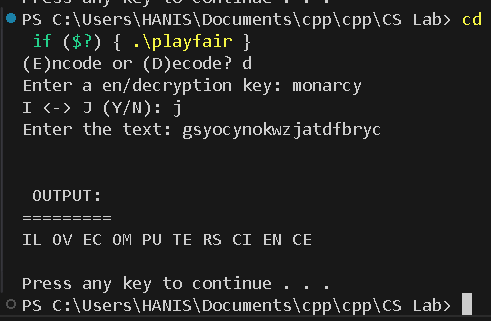 Press any key to continue . . .
PS C:\Users\HANIS\Documents\cpp\cpp\CS Lab> cd
if ($?) { .\playfair }
(E)ncode or (D)ecode? d
Enter a en/decryption key: monarcy
I <-> J (Y/N): j
Enter the text: gsyocynokwzjatdfbryc
OUTPUT:
=========
IL OV EC OM PU TE RS CI EN CE
Press any key to continue . . .
PS C:\Users\HANIS\Documents\cpp\cpp\CS Lab>